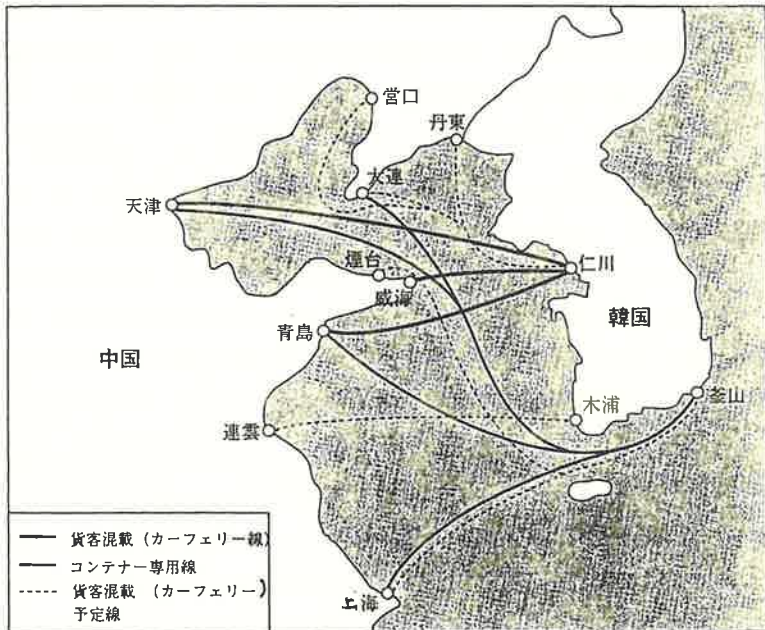 営口
丹東
大連
天津
仁川
煙台
威海
韓国
青島
中国
釜山
木浦
連雲
貨客混載(カーフェリー線)
コンテナー専用線
貨客混載 (カーフェリー)
予定線
上海